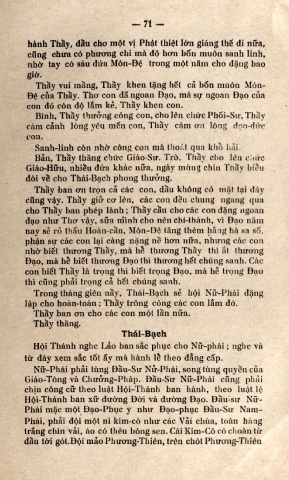 — 71 —
hành Thầy, dầu cho một vị Phật thiệt lớn giáng thế đi nữa,
cũng chưa có phương chi mà độ hơn bốn muôn sanh linh,
nhờ tay có sáu đứa Môn-Đệ trong một năm cho đặng bao
giờ.
Thầy vui mầng, Thầy khen tặng hết cả bốn muôn Môn-
Đệ của Thầy. Thơ con đã ngoan Đạo, mà sự ngoan Đạo của
con đó còn độ lắm kẻ, Thầy khen con.
Bính, Thầy thưởng công con, cho lên chức Phối-Sư, Thầy
cám cảnh lòng yêu mến con, Thầy cám ơn lòng đạo-đức
con.
Sanh-linh còn nhờ công con mà thoát qua khổ hải.
Bản, Thầy thăng chức Giáo-Sư. Trò, Thầy cho lên chức
Giáo-Hữu, nhiều đứa khác nữa, ngày mùng chín Thầy biểu
đòi về cho Thái-Bạch phong thưởng.
Thầy ban ơn trọn cả các con, dầu không có mặt tại đây
cũng vậy. Thầy giở cơ lên, các con đều chung ngang qua
cho Thầy ban phép lành; Thầy cầu cho các con đặng ngoan
đạo như Thơ vậy, sửa mình cho nên chí-thánh, vì Đạo năm
nay sẽ rõ thấu Hoàn-cầu, Môn-Đệ tăng thêm hằng hà sa số,
phận sự các con lại càng nặng nề hơn nữa, nhưng các con
nhớ biết thương Thầy, mà hễ thương Thầy thì ắt thương
Đạo, mà hễ biết thương Đạo thì thương hết chúng sanh. Các
con biết Thầy là trọng thì biết trọng Đạo, mà hễ trọng Đạo
thì cũng phải trọng cả hết chúng sanh.
Trong tháng giêng nầy, Thái-Bạch sẽ hội Nữ-Phái đặng
lập cho hoàn-toàn; Thầy trông công các con lắm đó.
Thầy ban ơn cho các con một lần nữa.
Thầy thăng.
Thái-Bạch
Hội Thánh nghe Lảo ban sắc phục cho Nữ-phái ; nghe và
từ đây xem sắc tốt ấy mà hành lễ theo đẳng cấp.
Nữ-Phải phải tùng Đầu-Sư Nữ-Phái, song tùng quyền của
Giáo-Tông và Chưởng-Pháp. Đầu-Sư Nữ-Phái cũng phải
chịu công cử theo luật Hội-Thánh ban hành, theo luật lệ
Hội-Thánh ban xử đường Đời và đường Đạo. Đầu-sư Nữ-
Phái mặc một Đạo-Phục y như Đạo-phục Đầu-Sư Nam-
Phái, phải đội một ni kim-cô như các Vãi chùa, toàn hàng
trắng chín vải, áo có thêu bông sen. Cái Kim-Cô có choàn từ
đầu tới gót. Đội mảo Phương-Thiên, trên chót Phương-Thiên